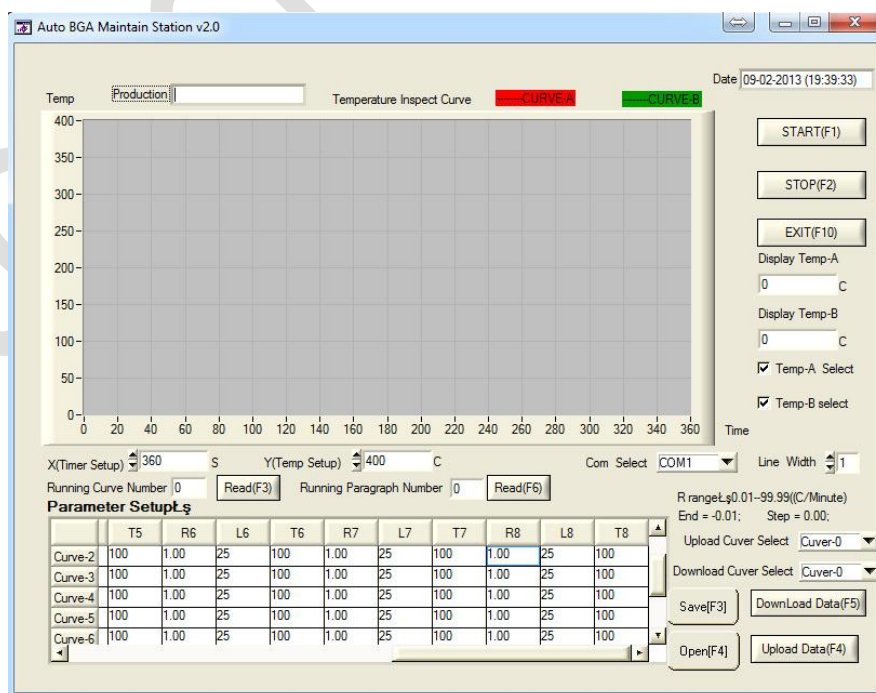 Auto BGA Maintain Station v2.0
Date 09-02-2013 (19:39:33)
Temp Production Temperature Inspect Curve -------CURVE-A -------CURVE-B
400
350
300
250
200
150
100
50
0
0 20 40 60 80 100 120 140 160 180 200 220 240 260 280 300 320 340 360 Time
START(F1)
STOP(F2)
EXIT(F10)
Display Temp-A
0 C
Display Temp-B
0 C
Temp-A Select
Temp-B select
X(Timer Setup) 360 S Y(Temp Setup) 400 C Com Select COM1 Line Width 1
Running Curve Number 0 Read(F3) Running Paragraph Number 0 Read(F6)
Parameter SetupŁş
R rangeŁş0.01--99.99((C/Minute)
End = -0.01; Step = 0.00;
Upload Cuver Select Cuver-0
Download Cuver Select Cuver-0
Save[F3] DownLoad Data(F5)
Open[F4] Upload Data(F4)
T5 R6 L6 T6 R7 L7 T7 R8 L8 T8
Curve-2 100 1.00 25 100 1.00 25 100 1.00 25 100
Curve-3 100 1.00 25 100 1.00 25 100 1.00 25 100
Curve-4 100 1.00 25 100 1.00 25 100 1.00 25 100
Curve-5 100 1.00 25 100 1.00 25 100 1.00 25 100
Curve-6 100 1.00 25 100 1.00 25 100 1.00 25 100